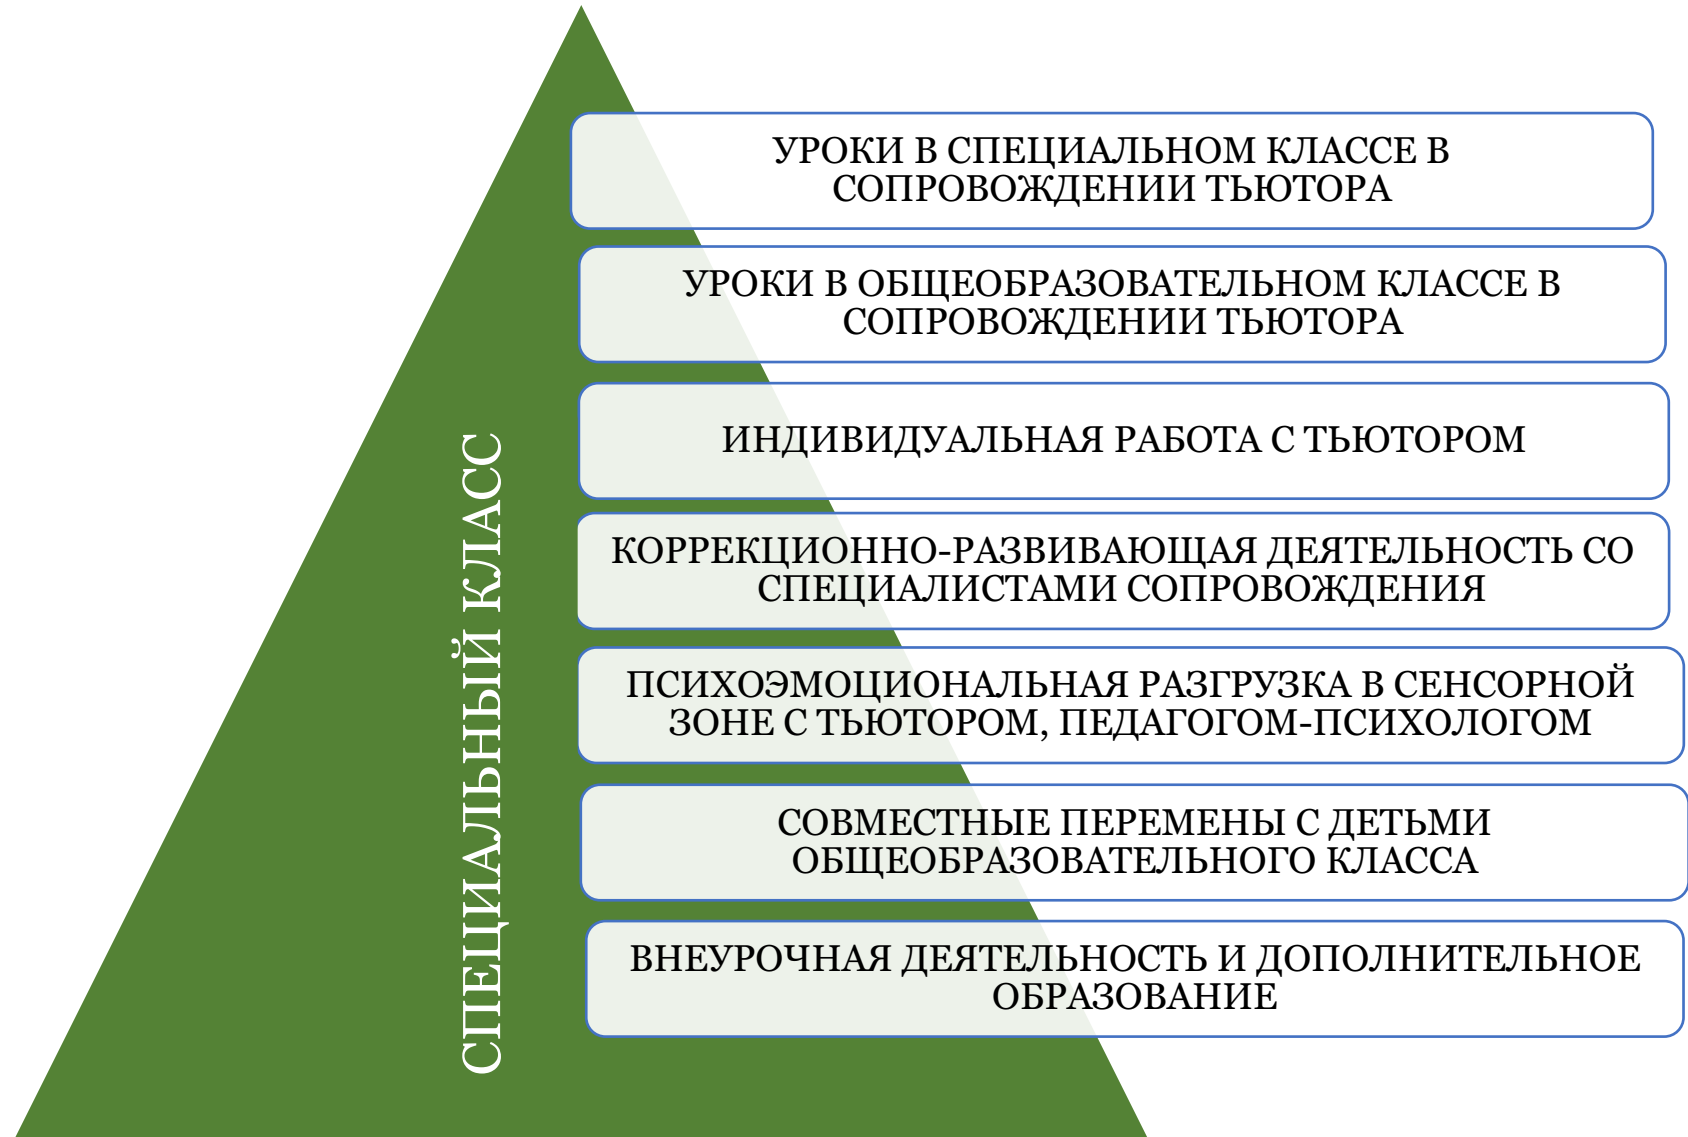 УРОКИ В СПЕЦИАЛЬНОМ КЛАССЕ В
СОПРОВОЖДЕНИИ ТЬЮТОРА
УРОКИ В ОБЩЕОБРАЗОВАТЕЛЬНОМ КЛАССЕ В
СОПРОВОЖДЕНИИ ТЬЮТОРА
ИНДИВИДУАЛЬНАЯ РАБОТА С ТЬЮТОРОМ
КОРРЕКЦИОННО-РАЗВИВАЮЩАЯ ДЕЯТЕЛЬНОСТЬ СО
СПЕЦИАЛИСТАМИ СОПРОВОЖДЕНИЯ
ПСИХОЭМОЦИОНАЛЬНАЯ РАЗГРУЗКА В СЕНСОРНОЙ
ЗОНЕ С ТЬЮТОРОМ, ПЕДАГОГОМ-ПСИХОЛОГОМ
СОВМЕСТНЫЕ ПЕРЕМЕНЫ С ДЕТЬМИ
ОБЩЕОБРАЗОВАТЕЛЬНОГО КЛАССА
ВНЕУРОЧНАЯ ДЕЯТЕЛЬНОСТЬ И ДОПОЛНИТЕЛЬНОЕ
ОБРАЗОВАНИЕ
СПЕЦИАЛЬНЫЙ КЛАСС